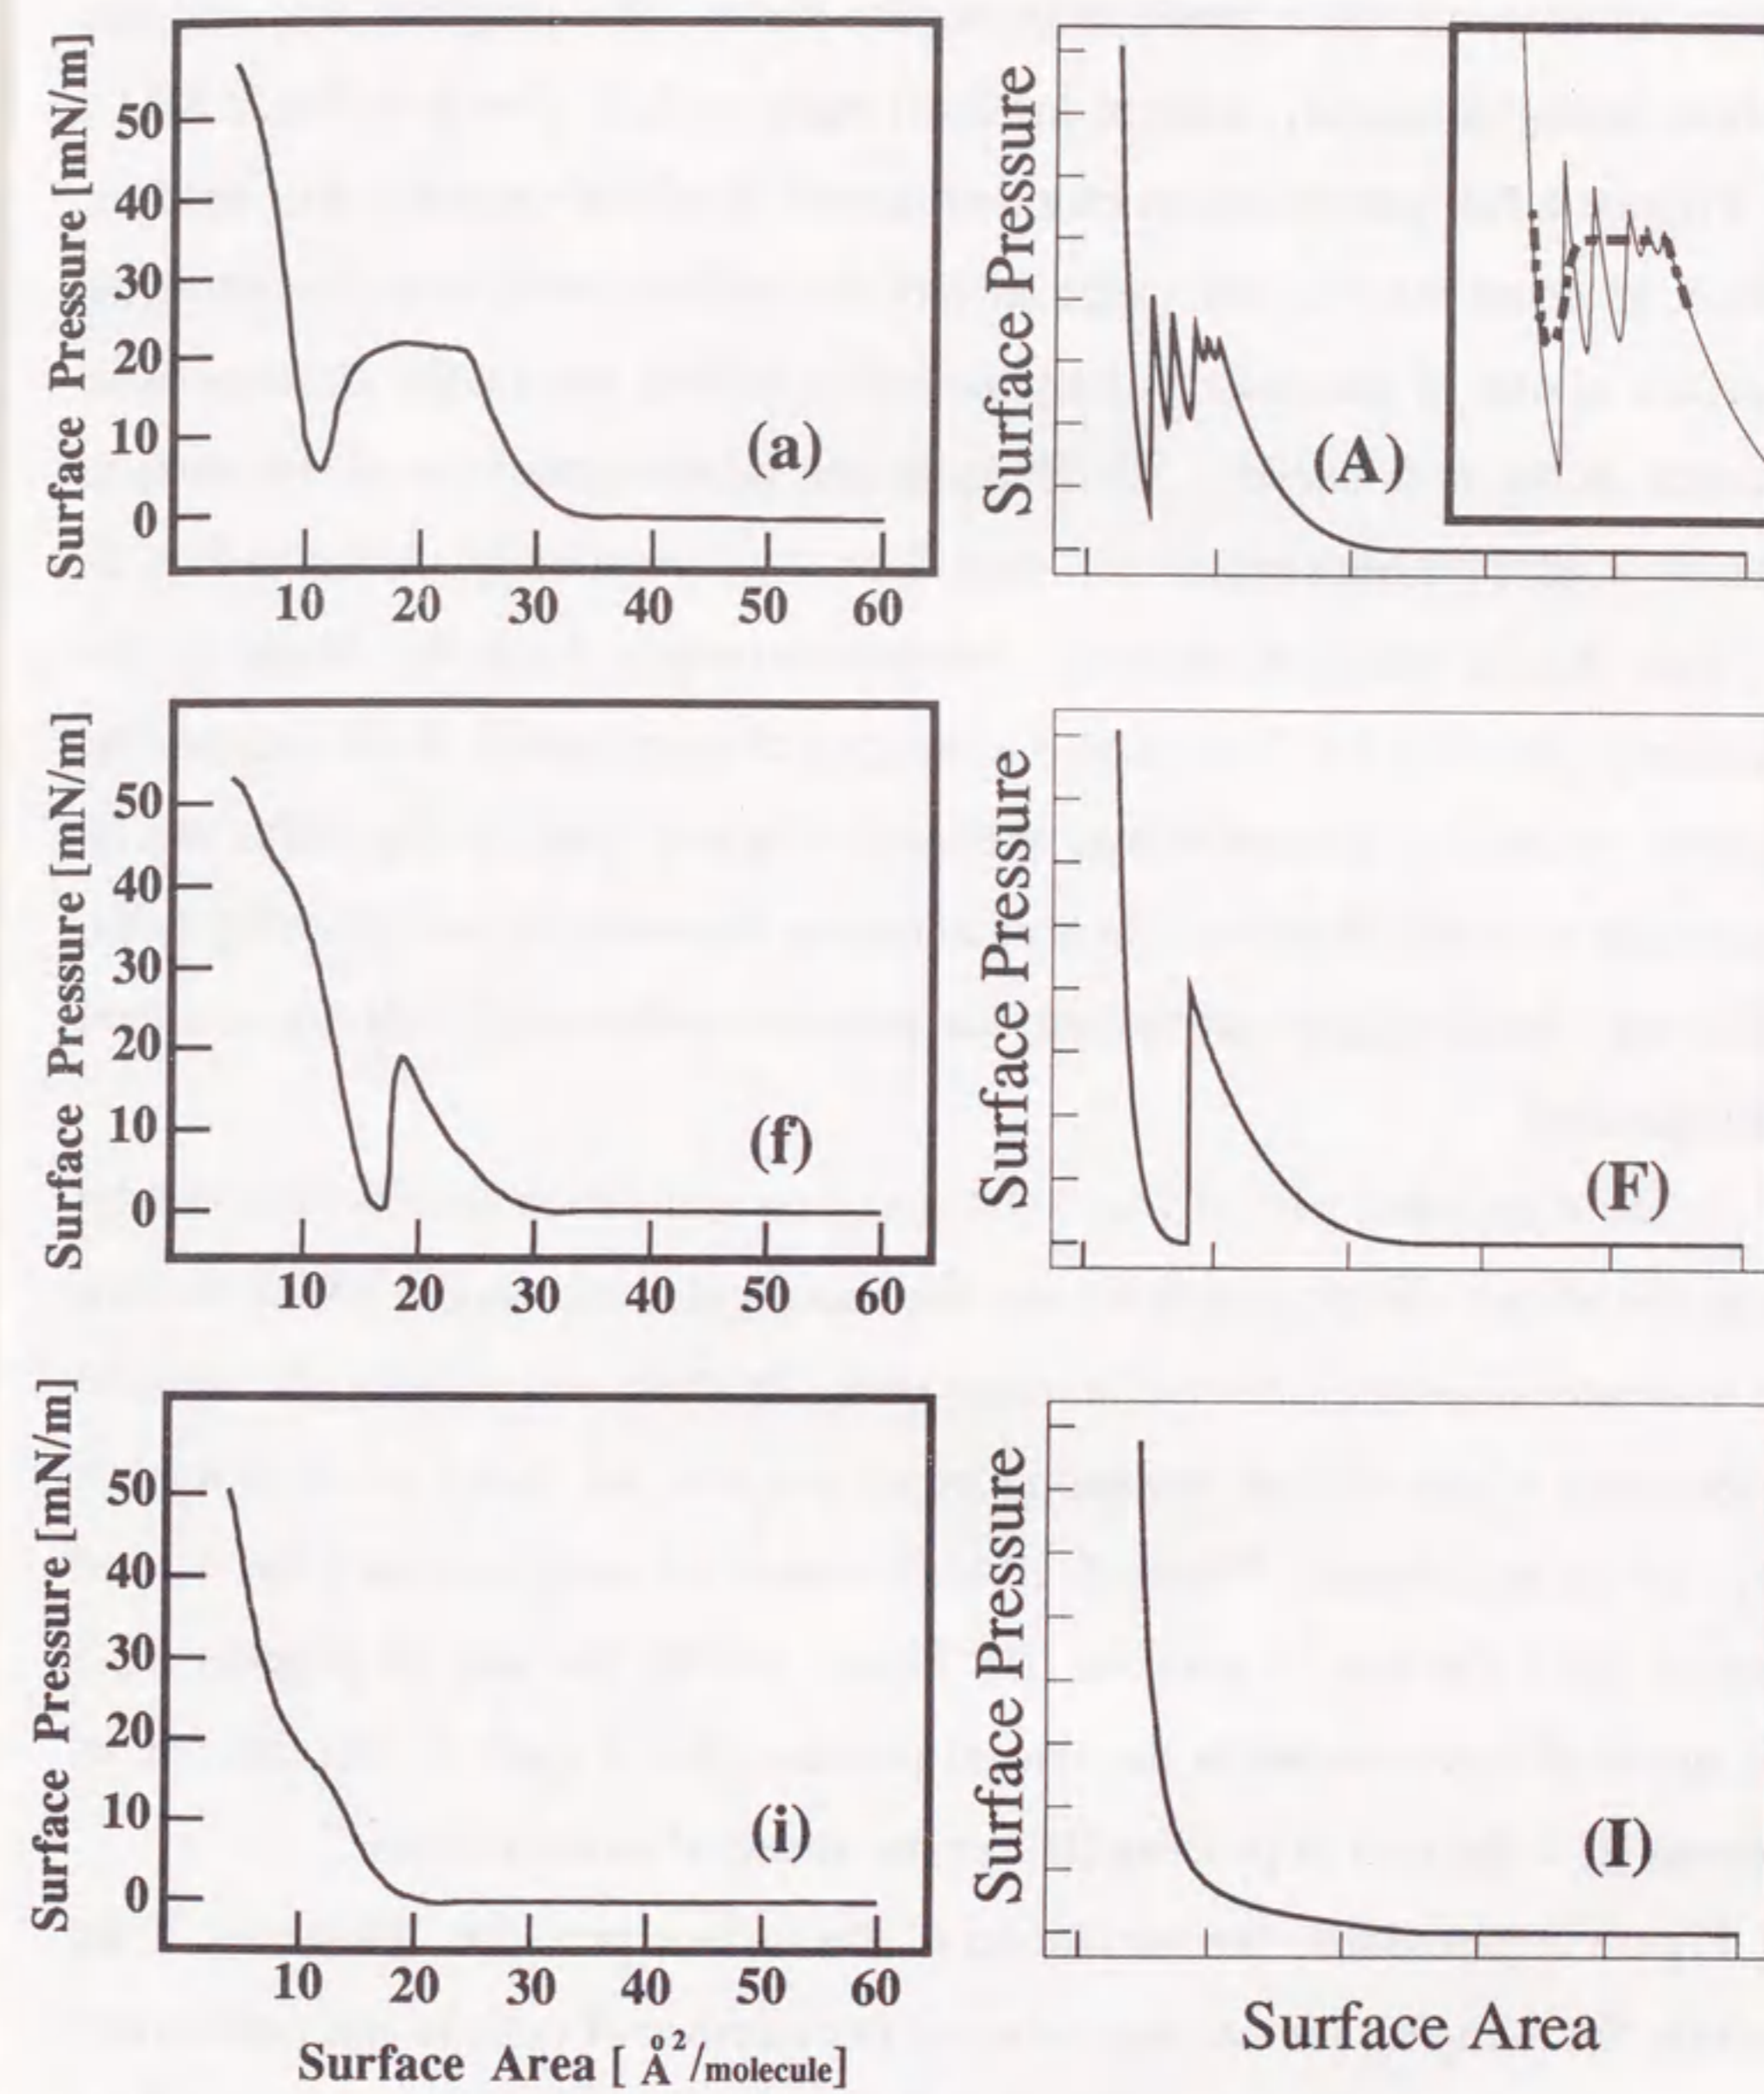 Surface Pressure [mN/m]
50
40
30
20
10
0
10 20 30 40 50 60
(a)
Surface Pressure
(A)
Surface Pressure [mN/m]
50
40
30
20
10
0
10 20 30 40 50 60
(f)
Surface Pressure
(F)
Surface Pressure [mN/m]
50
40
30
20
10
0
10 20 30 40 50 60
(i)
Surface Area [ Å²/molecule]
Surface Pressure
(I)
Surface Area